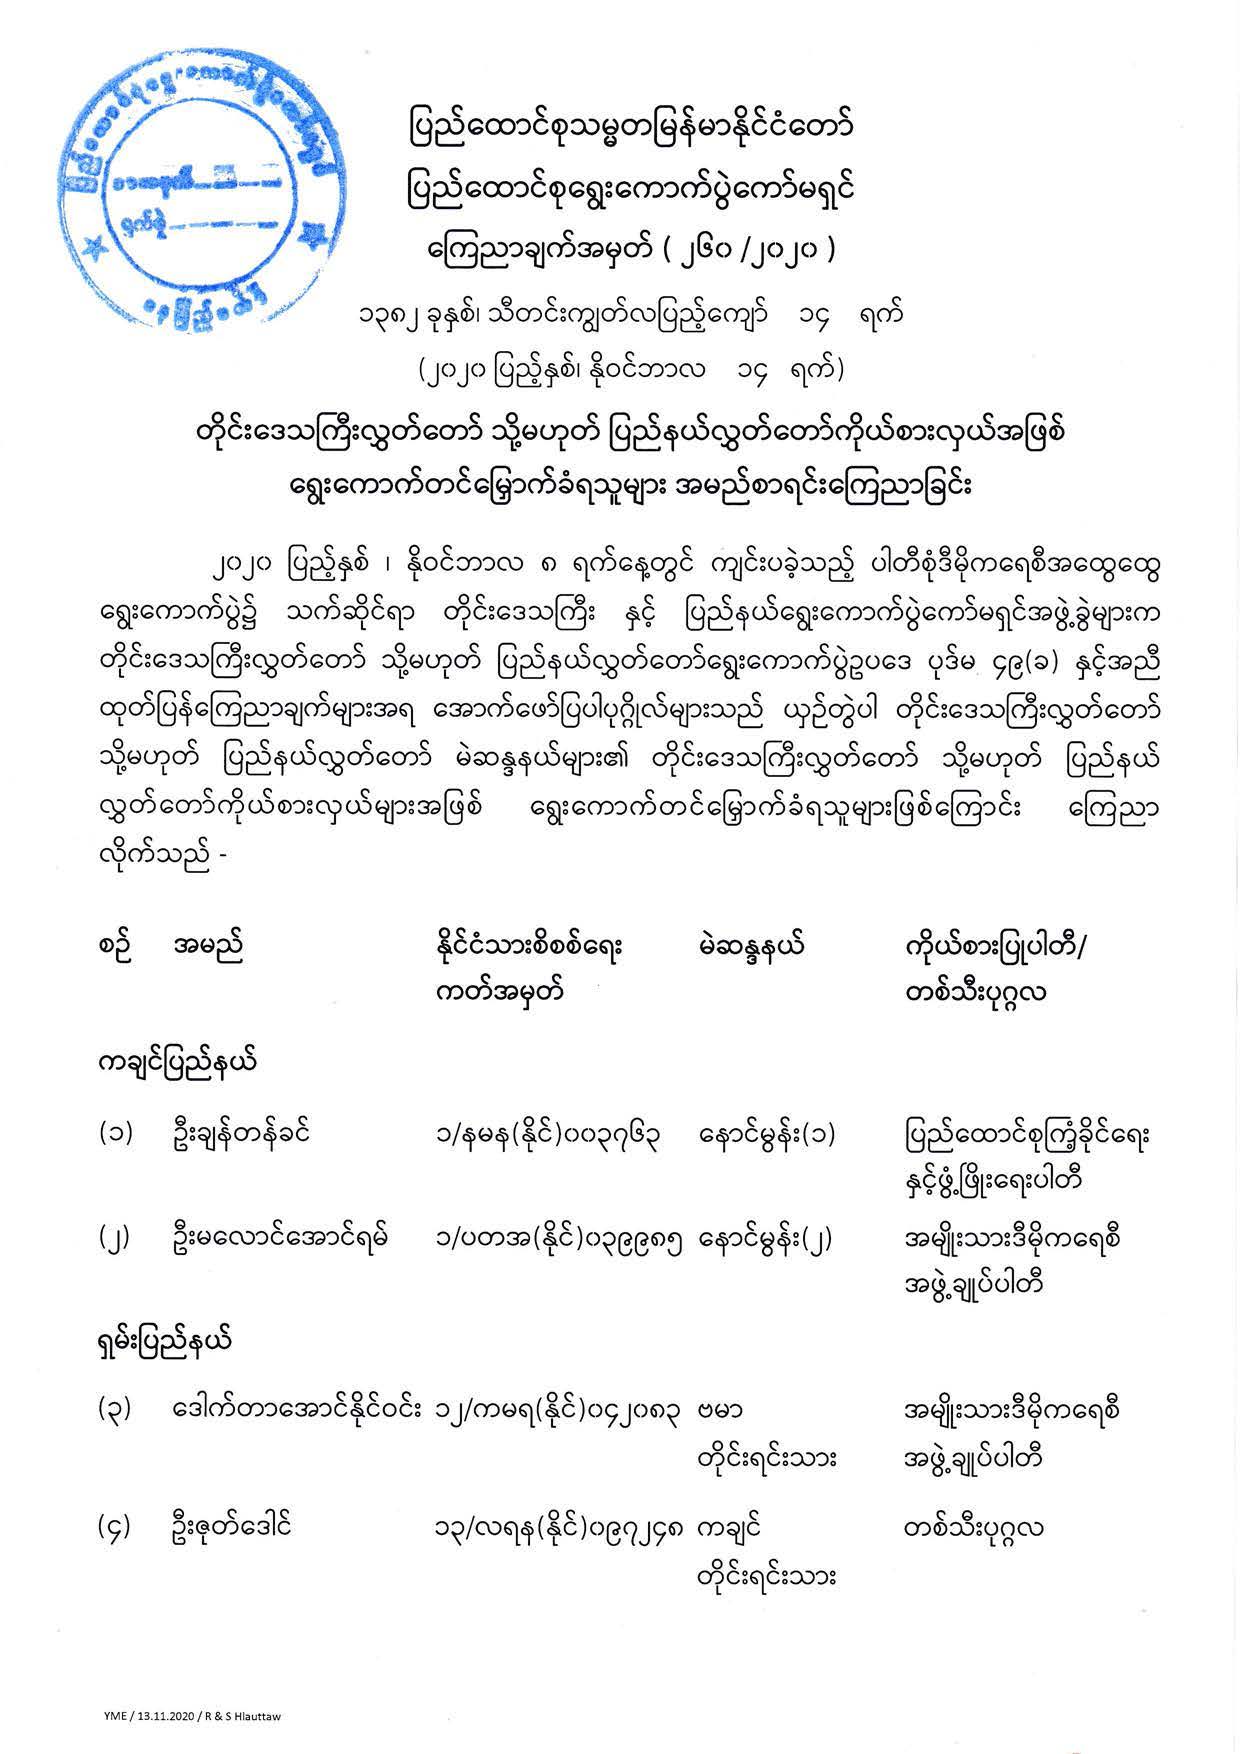 ပြည်ထောင်စုသမ္မတမြန်မာနိုင်ငံတော်
ပြည်ထောင်စုရွေးကောက်ပွဲကော်မရှင်
ကြေညာချက်အမှတ် ( ၂၆၀ /၂၀၂၀ )
၁၃၈၂ ခုနှစ်၊ သီတင်းကျွတ်လပြည့်ကျော် ၁၄ ရက်
(၂၀၂၀ ပြည့်နှစ်၊ နိုဝင်ဘာလ ၁၄ ရက်)
တိုင်းဒေသကြီးလွှတ်တော် သို့မဟုတ် ပြည်နယ်လွှတ်တော်ကိုယ်စားလှယ်အဖြစ်
ရွေးကောက်တင်မြှောက်ခံရသူများ အမည်စာရင်းကြေညာခြင်း
၂၀၂၀ ပြည့်နှစ် ၊ နိုဝင်ဘာလ ၈ ရက်နေ့တွင် ကျင်းပခဲ့သည့် ပါတီစုံဒီမိုကရေစီအထွေထွေ
ရွေးကောက်ပွဲ၌ သက်ဆိုင်ရာ တိုင်းဒေသကြီး နှင့် ပြည်နယ်ရွေးကောက်ပွဲကော်မရှင်အဖွဲ့ခွဲများက
တိုင်းဒေသကြီးလွှတ်တော် သို့မဟုတ် ပြည်နယ်လွှတ်တော်ရွေးကောက်ပွဲဥပဒေ ပုဒ်မ ၄၉(ခ) နှင့်အညီ
ထုတ်ပြန်ကြေညာချက်များအရ အောက်ဖော်ပြပါပုဂ္ဂိုလ်များသည် ယှဉ်တွဲပါ တိုင်းဒေသကြီးလွှတ်တော်
သို့မဟုတ် ပြည်နယ်လွှတ်တော် မဲဆန္ဒနယ်များ၏ တိုင်းဒေသကြီးလွှတ်တော် သို့မဟုတ် ပြည်နယ်
လွှတ်တော်ကိုယ်စားလှယ်များအဖြစ် ရွေးကောက်တင်မြှောက်ခံရသူများဖြစ်ကြောင်း ကြေညာ
လိုက်သည် -
စဉ် အမည် နိုင်ငံသားစိစစ်ရေး မဲဆန္ဒနယ် ကိုယ်စားပြုပါတီ/
ကတ်အမှတ် တစ်သီးပုဂ္ဂလ
ကချင်ပြည်နယ်
(၁) ဦးချန်တန်ခင် ၁/နမန(နိုင်)၀၀၃၇၆၃ နောင်မွန်း(၁) ပြည်ထောင်စုကြံ့ခိုင်ရေး
နှင့်ဖွံ့ဖြိုးရေးပါတီ
(၂) ဦးမလောင်အောင်ရမ် ၁/ပတအ(နိုင်)၀၃၉၉၈၅ နောင်မွန်း(၂) အမျိုးသားဒီမိုကရေစီ
အဖွဲ့ချုပ်ပါတီ
ရှမ်းပြည်နယ်
(၃) ဒေါက်တာအောင်နိုင်ဝင်း ၁၂/ကမရ(နိုင်)၀၄၂၀၈၃ ဗမာ အမျိုးသားဒီမိုကရေစီ
တိုင်းရင်းသား အဖွဲ့ချုပ်ပါတီ
(၄) ဦးဇုတ်ဒေါင် ၁၃/လရန(နိုင်)၀၉၇၂၄၈ ကချင် တစ်သီးပုဂ္ဂလ
တိုင်းရင်းသား
YME / 13.11.2020 / R & S Hlauttaw